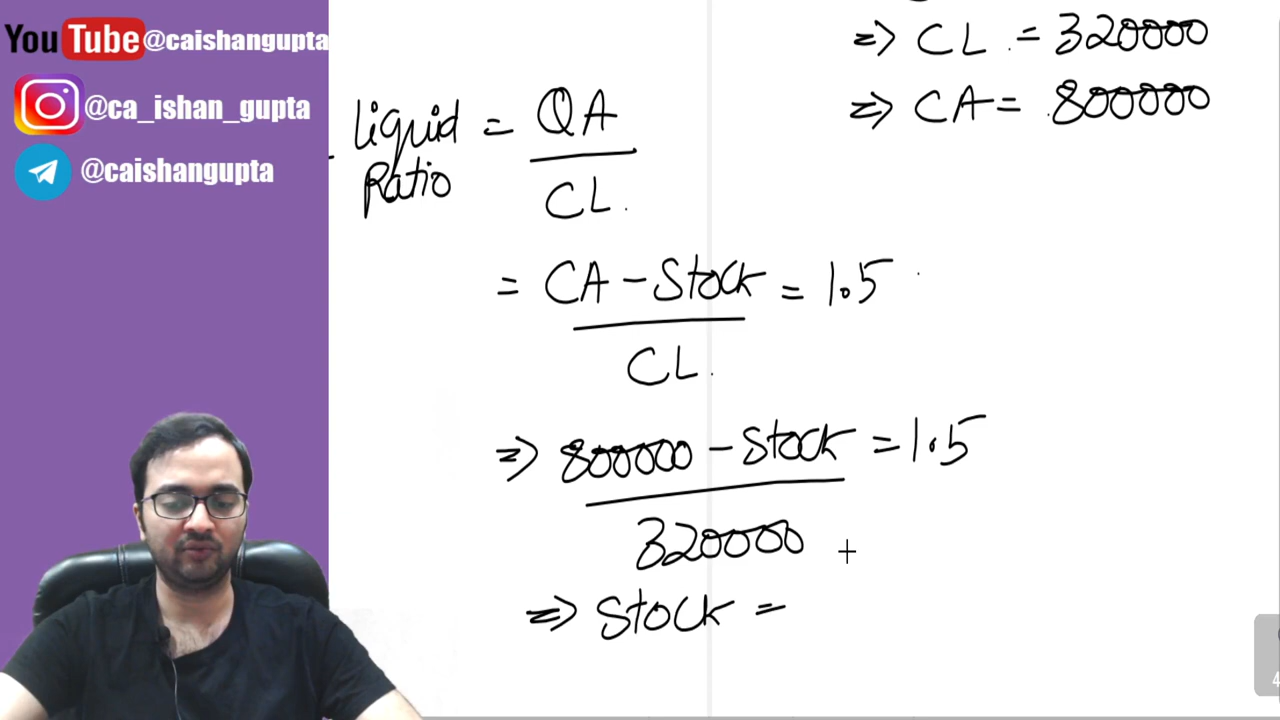 YouTube @caishangupta
@ca_ishan_gupta
@caishangupta
⇒ CL = 320000
⇒ CA = 800000
Liquid Ratio = QA
CL
= CA - Stock = 1.5
CL
⇒ 800000 - Stock = 1.5
320000
⇒ Stock =
4